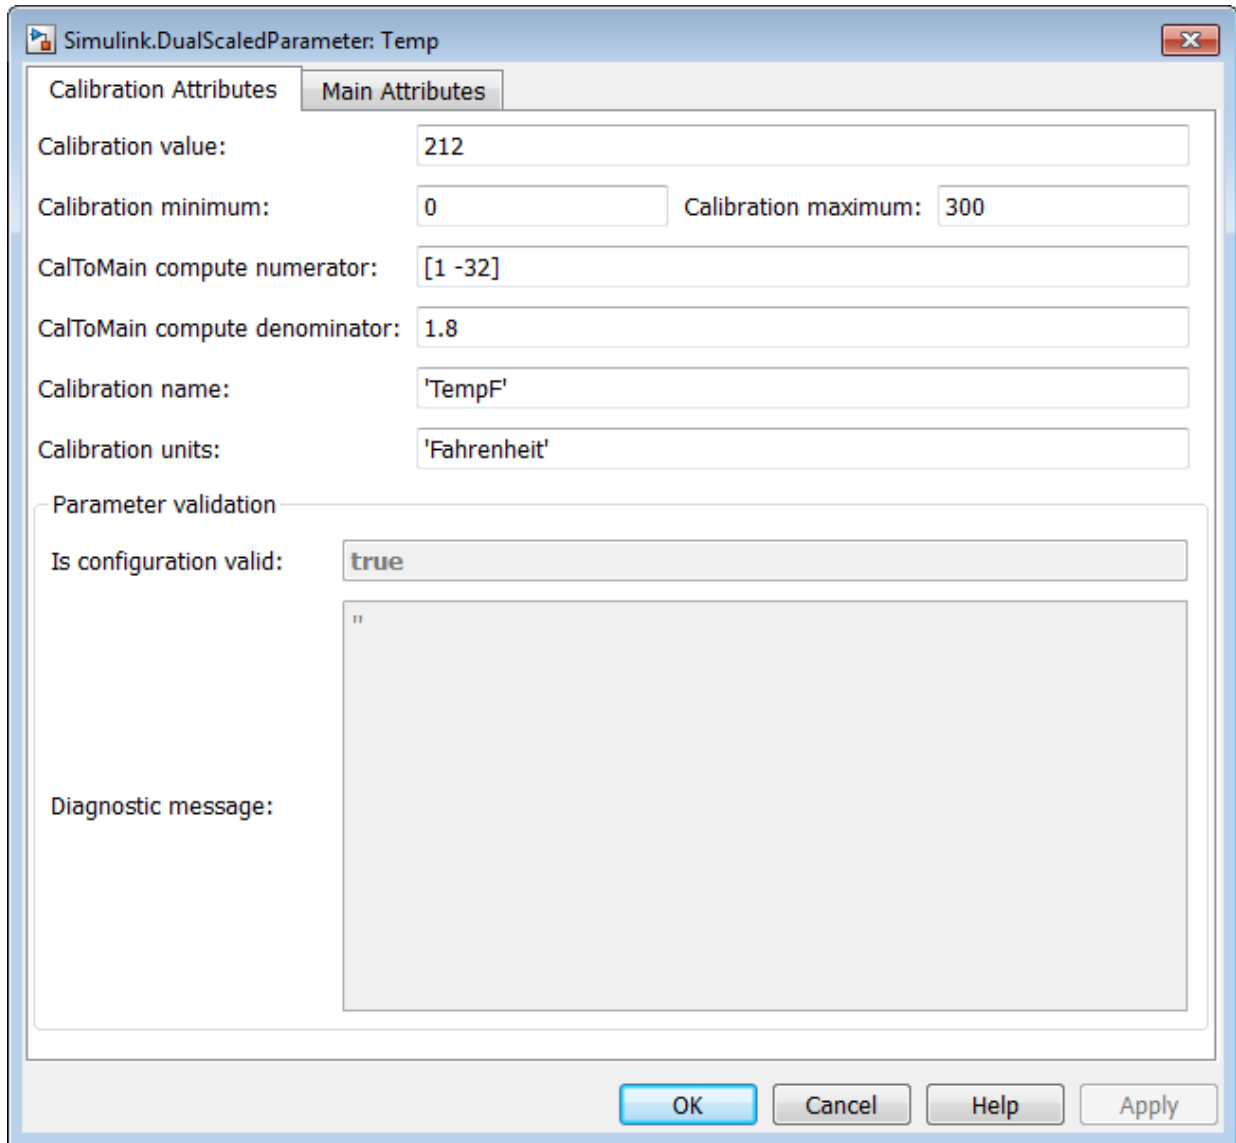 Simulink.DualScaledParameter: Temp
Calibration Attributes Main Attributes
Calibration value: 212
Calibration minimum: 0 Calibration maximum: 300
CalToMain compute numerator: [1 -32]
CalToMain compute denominator: 1.8
Calibration name: 'TempF'
Calibration units: 'Fahrenheit'
Parameter validation
Is configuration valid: true
''
Diagnostic message:
OK Cancel Help Apply